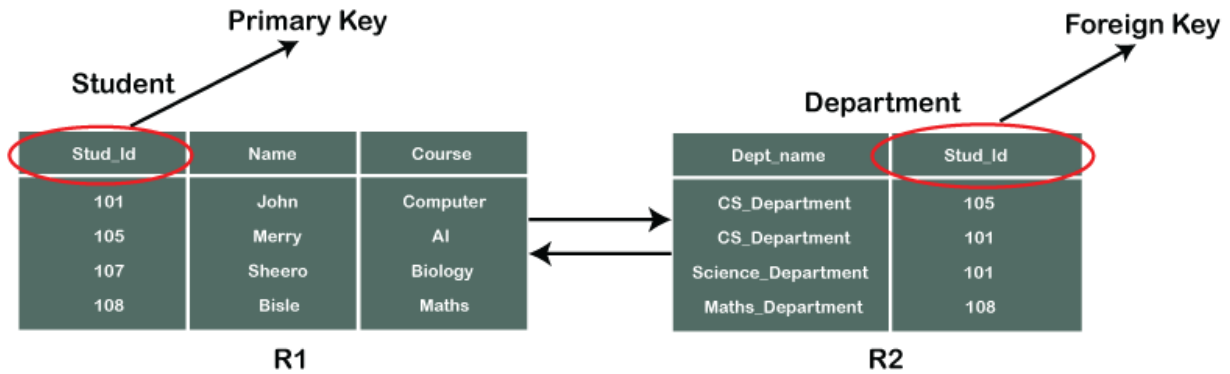 Primary Key
Foreign Key
Student
Department
Stud_Id Name Course
101 John Computer
105 Merry AI
107 Sheero Biology
108 Bisle Maths
R1
Dept_name Stud_Id
CS_Department 105
CS_Department 101
Science_Department 101
Maths_Department 108
R2